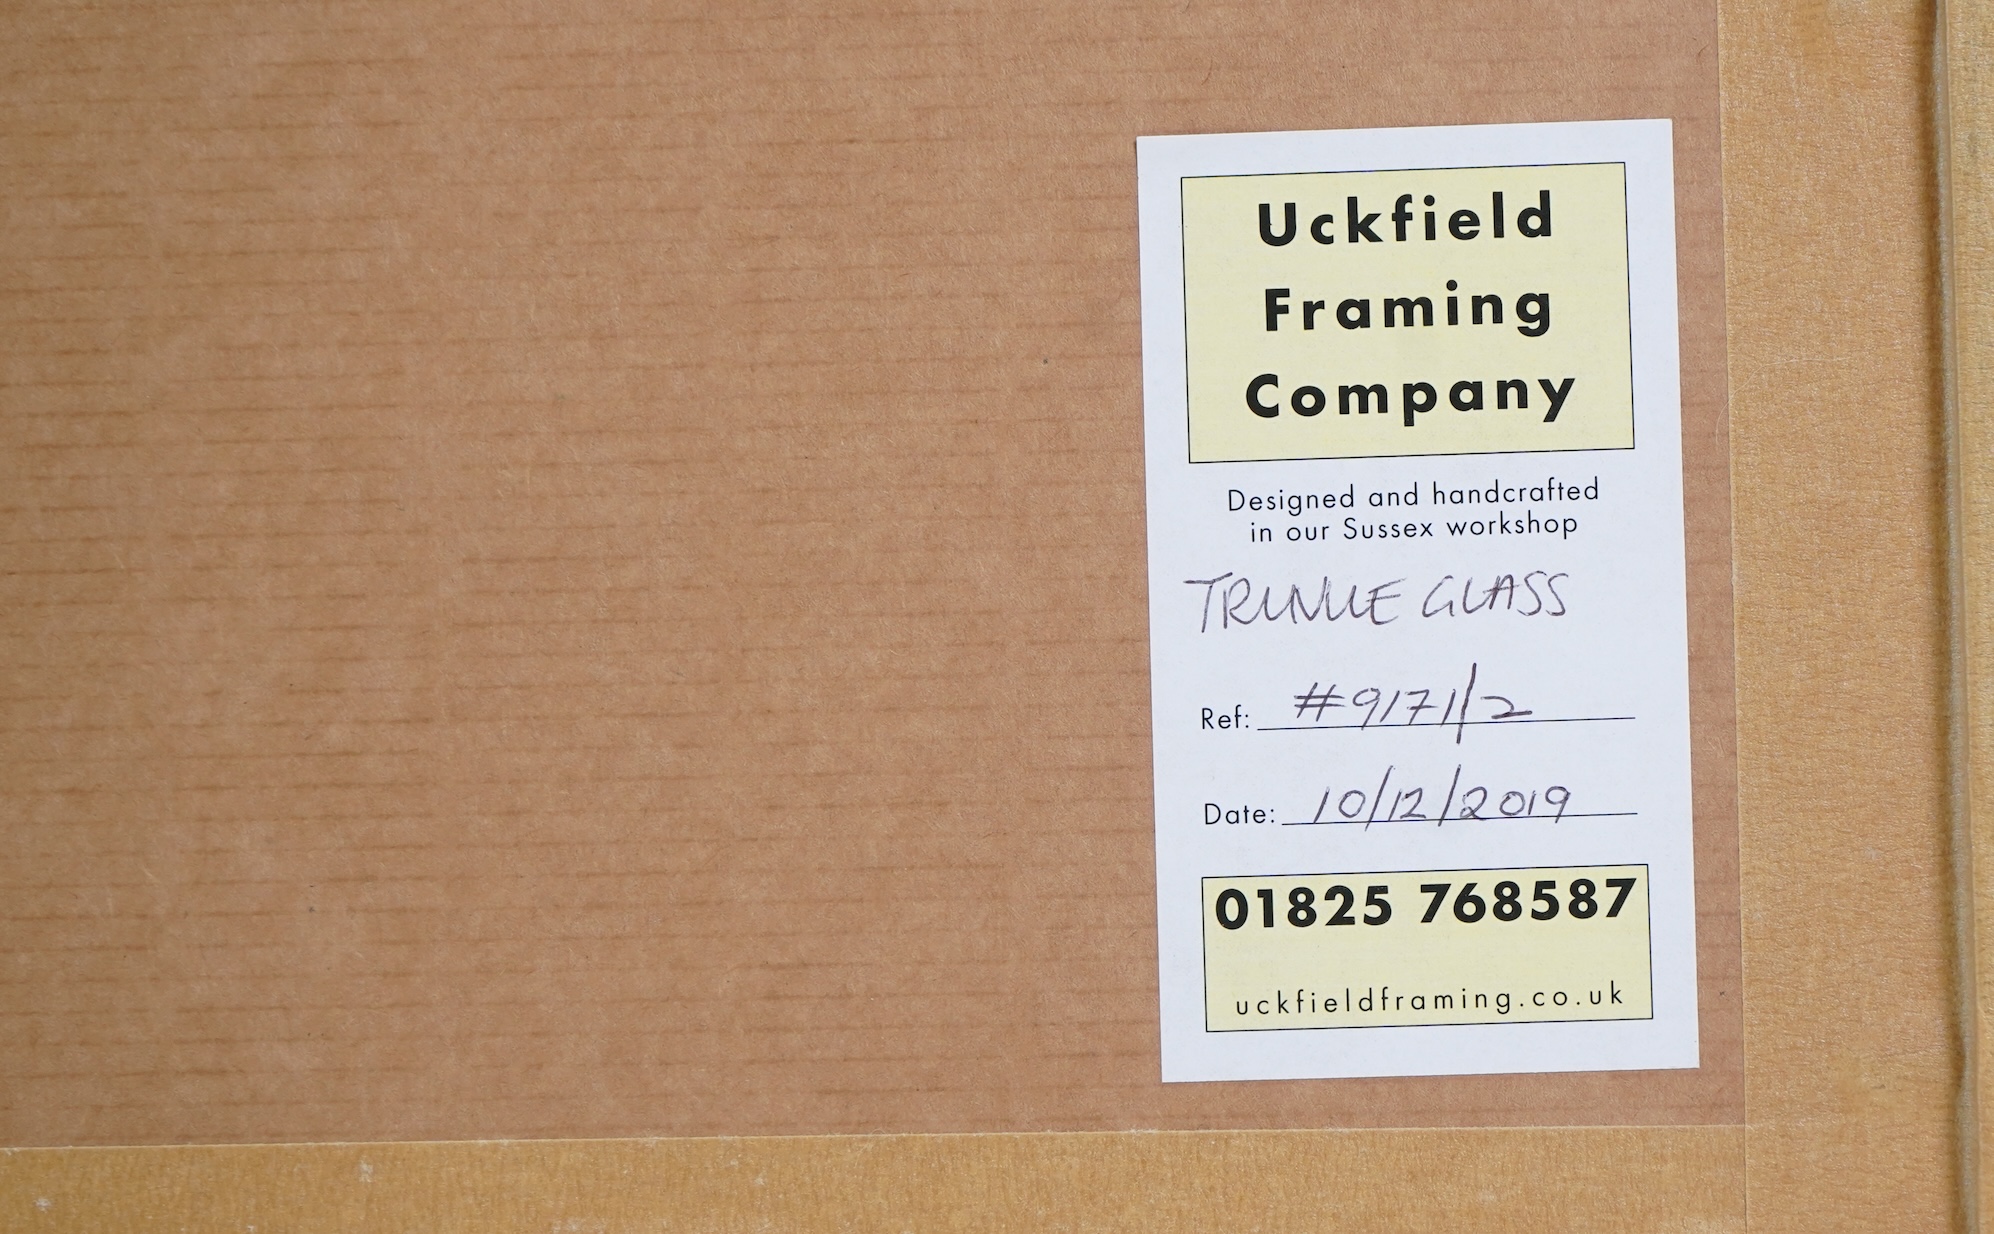 Uckfield
Framing
Company
Designed and handcrafted
in our Sussex workshop
GLASS
Ref: #9171/2
Date: 10/12/2019
01825 768587
uckfieldframing.co.uk